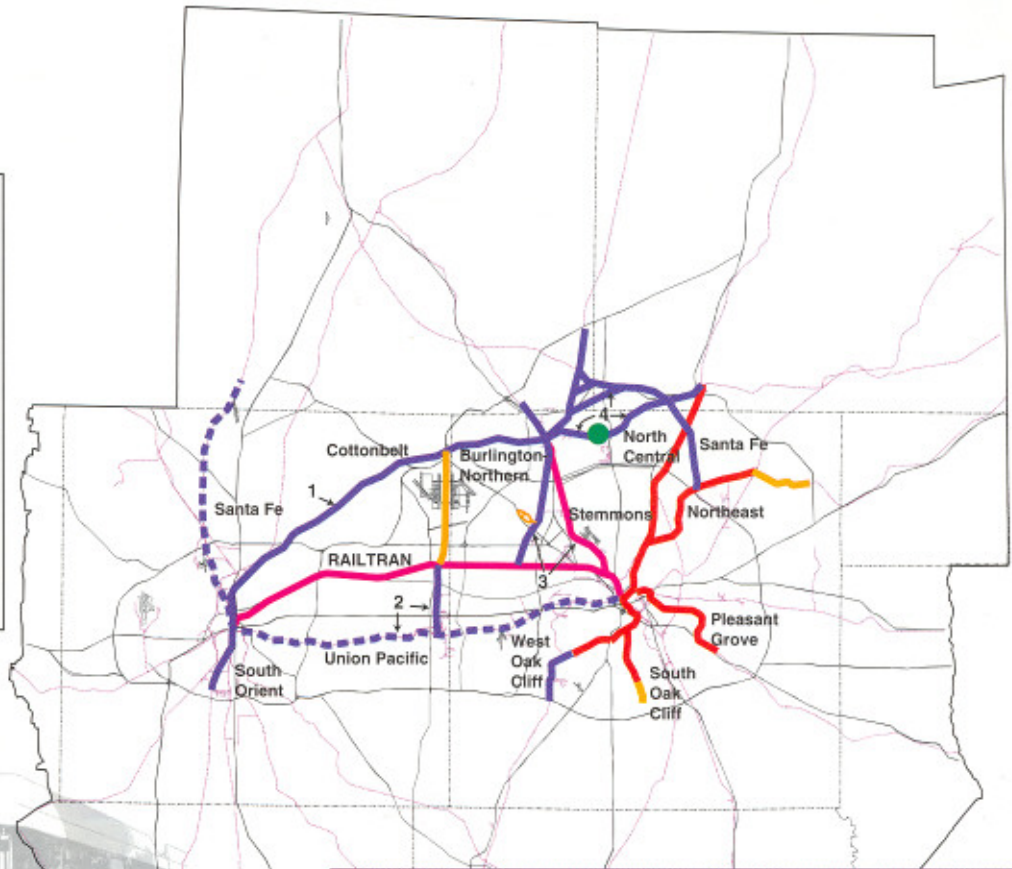 4
Cottonbelt
Burlington-
Northern
North
Central
Santa Fe
1
Santa Fe
Stemmons
Northeast
RAILTRAN
3
2
Union Pacific
West
Oak
Cliff
Pleasant
Grove
South
Orient
South
Oak
Cliff